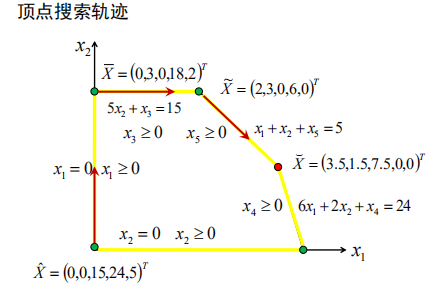 顶点搜索轨迹
x₂
X̄ = (0,3,0,18,2)ᵀ
X̃ = (2,3,0,6,0)ᵀ
5x₂ + x₃ = 15
x₃ ≥ 0 x₅ ≥ 0 x₁ + x₂ + x₅ = 5
x₁ = 0 x₁ ≥ 0 X̆ = (3.5,1.5,7.5,0,0)ᵀ
x₄ ≥ 0 6x₁ + 2x₂ + x₄ = 24
x₂ = 0 x₂ ≥ 0
x₁
X̂ = (0,0,15,24,5)ᵀ